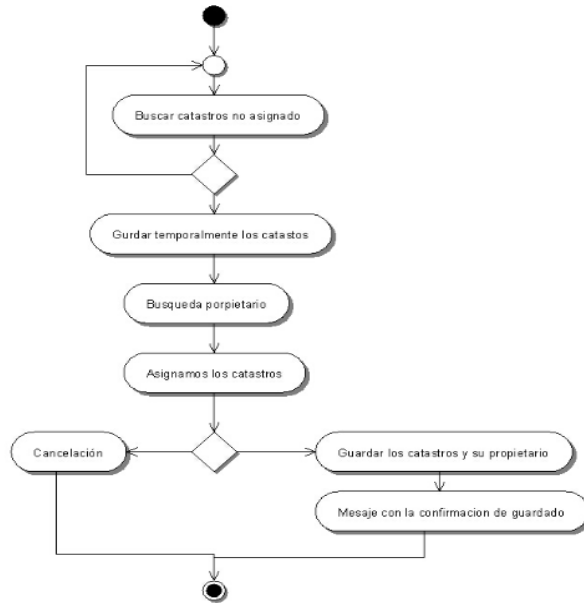 Buscar catastros no asignado
Gurdar temporalmente los catastos
Busqueda porpietario
Asignamos los catastros
Cancelación
Guardar los catastros y su propietario
Mesaje con la confirmacion de guardado